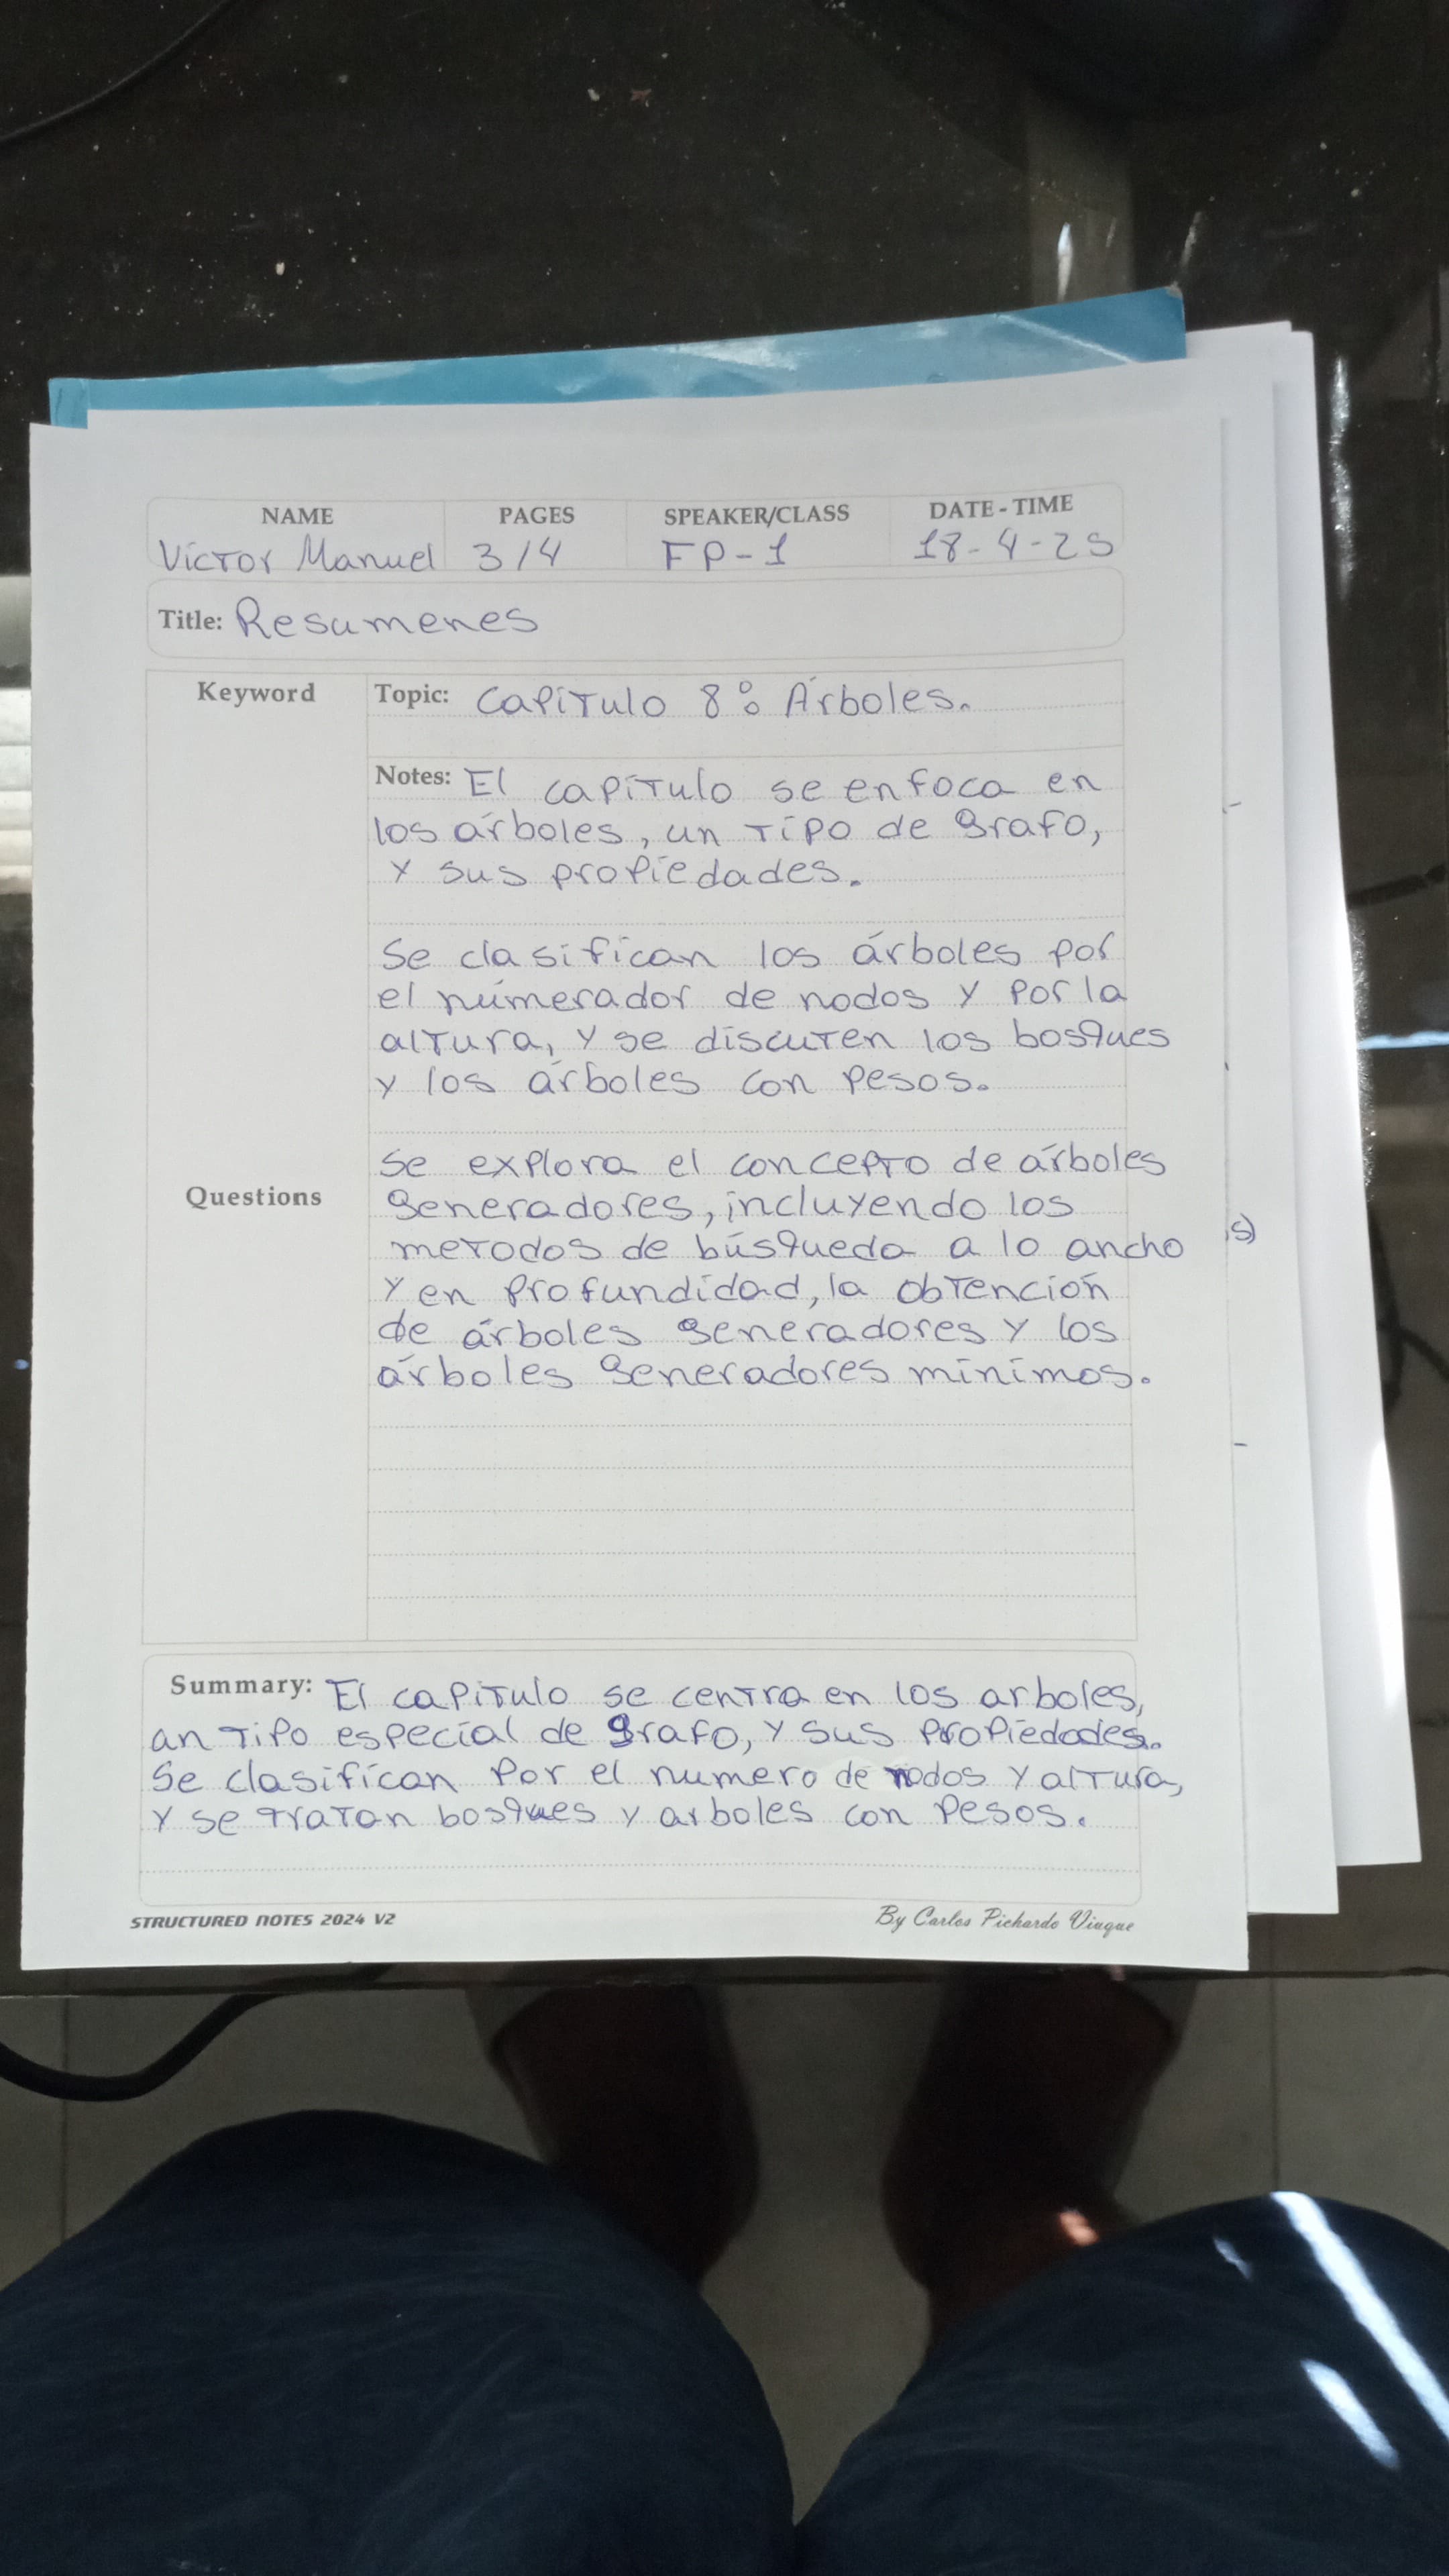 NAME PAGES SPEAKER/CLASS DATE - TIME
Víctor Manuel 3/4 FP-1 18-4-25
Title: Resumenes
Keyword Topic: Capítulo 8: Árboles.
Notes: El capítulo se enfoca en
los árboles, un tipo de grafo,
y sus propiedades.
Se clasifican los árboles por
el númerador de nodos y por la
altura, y se discuten los bosques
y los árboles con pesos.
Se explora el concepto de árboles
Questions generadores, incluyendo los
metodos de búsqueda a lo ancho
y en profundidad, la obtención
de árboles generadores y los
árboles generadores mínimos.
Summary: El capitulo se centra en los arboles,
un tipo especial de grafo, y sus propiedades.
Se clasifican por el numero de nodos y altura,
y se tratan bosques y arboles con pesos.
STRUCTURED NOTES 2024 V2 By Carlos Pichardo Viuque
s)